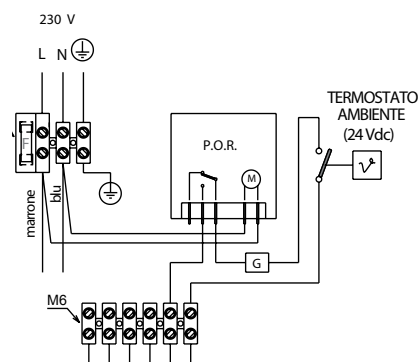 230 V
L N
F
marrone
blu
P.O.R.
M
TERMOSTATO
AMBIENTE
(24 Vdc)
G
M6